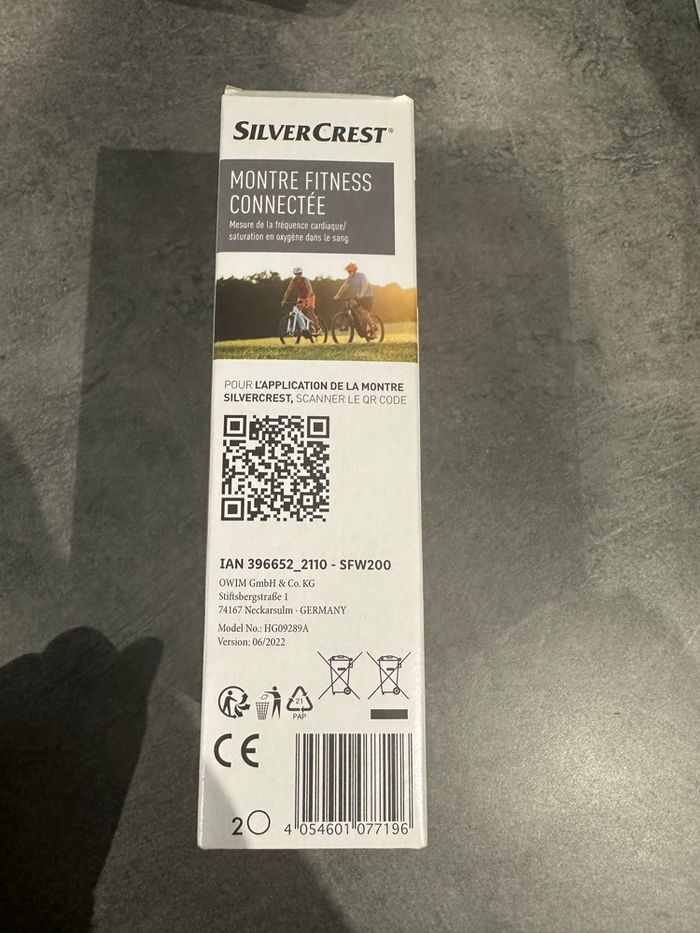 SILVERCREST®
MONTRE FITNESS
CONNECTÉE
Mesure de la fréquence cardiaque/
saturation en oxygène dans le sang
POUR L'APPLICATION DE LA MONTRE
SILVERCREST, SCANNER LE QR CODE
IAN 396652_2110 - SFW200
OWIM GmbH & Co. KG
Stiftsbergstraße 1
74167 Neckarsulm - GERMANY
Model No.: HG09289A
Version: 06/2022
21
PAP
CE
2
4 054601 077196